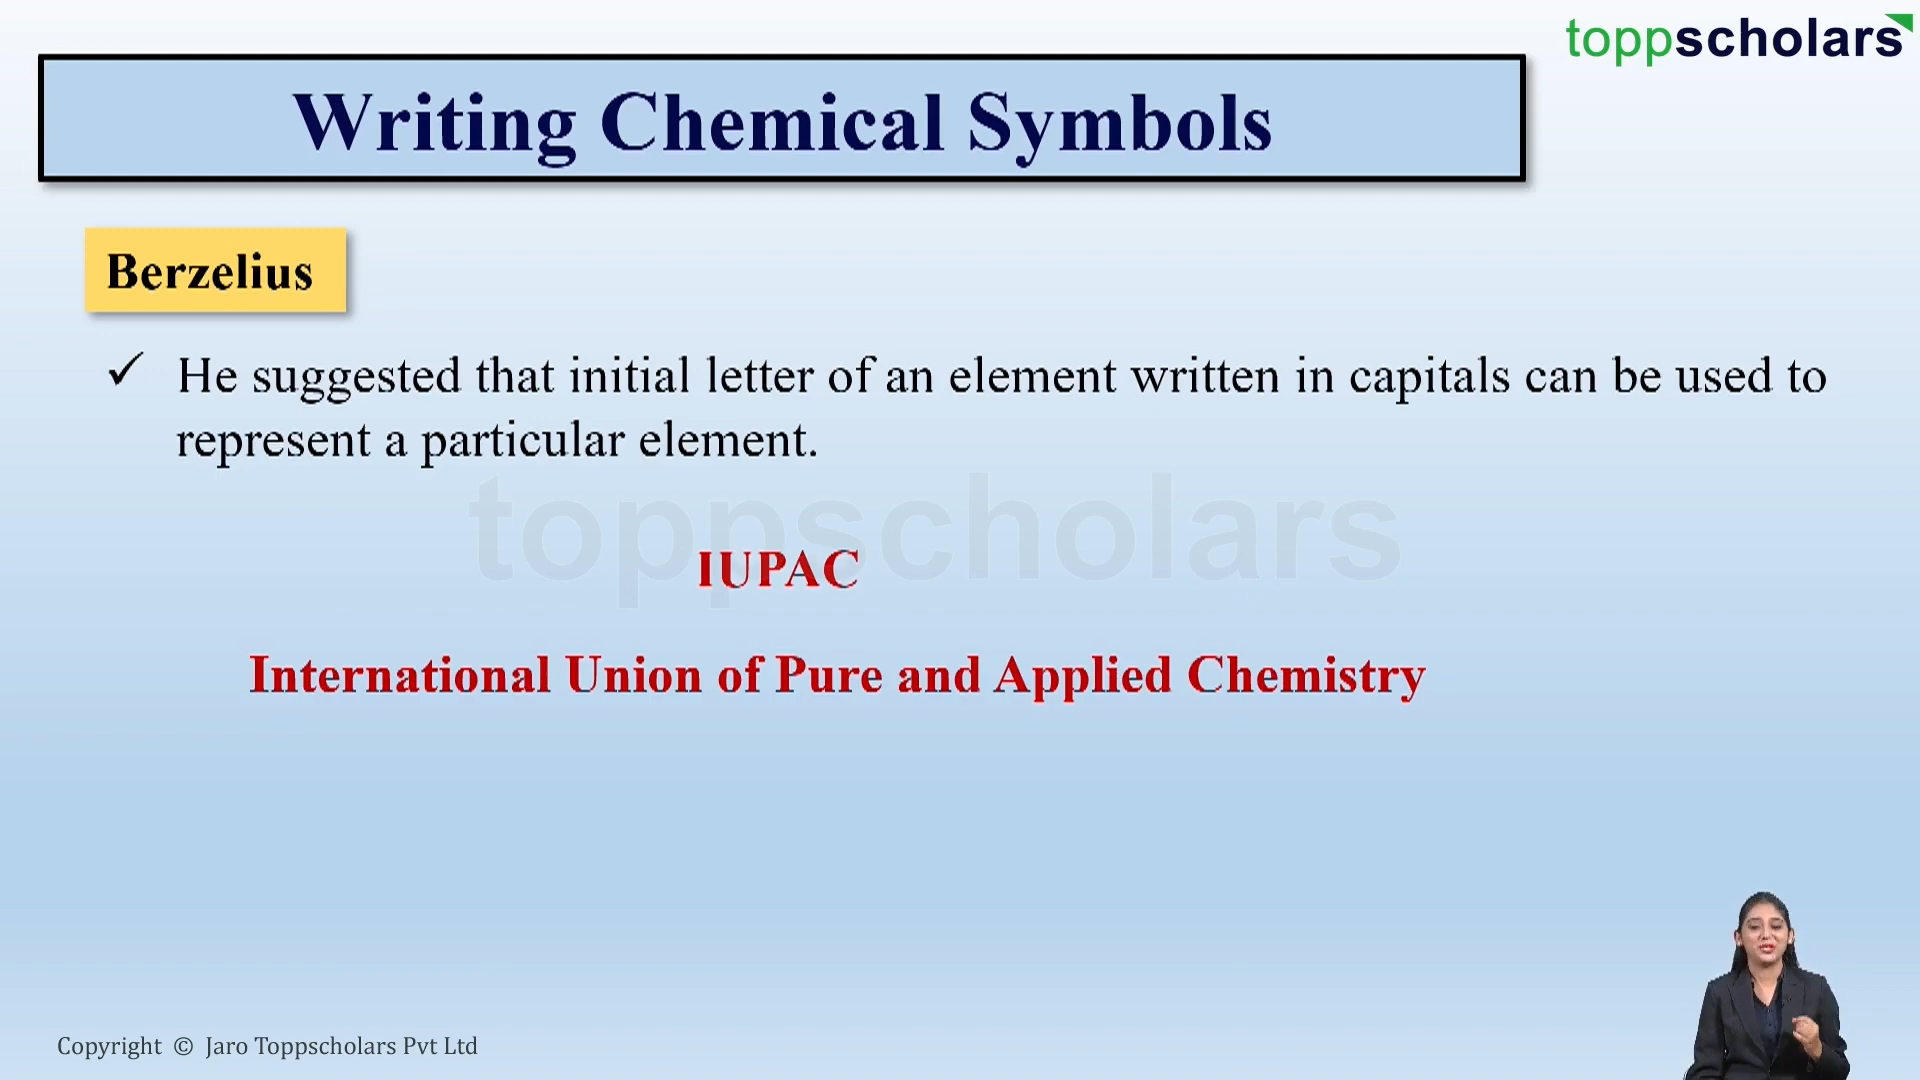 toppscholars
Writing Chemical Symbols
Berzelius
✓ He suggested that initial letter of an element written in capitals can be used to
represent a particular element.
toppscholars
IUPAC
International Union of Pure and Applied Chemistry
Copyright © Jaro Toppscholars Pvt Ltd